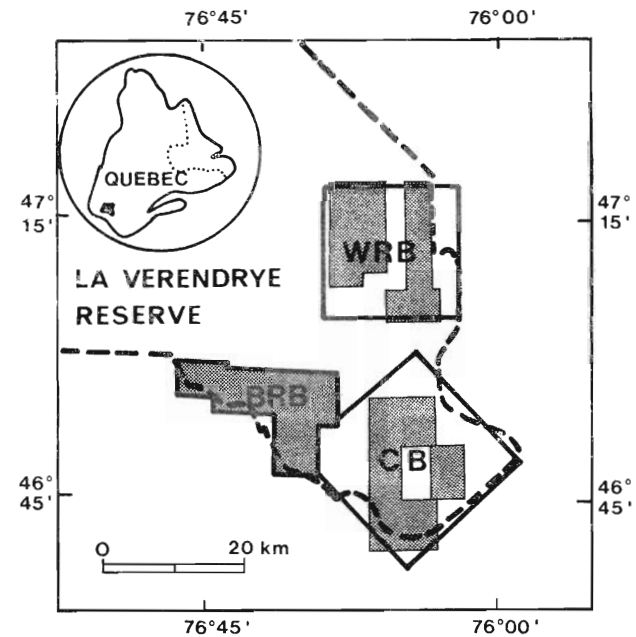 76°45'
76°00'
QUEBEC
47°
15'
47°
15'
WRB
LA VERENDRYE
RESERVE
BRB
CB
46°
45'
46°
45'
0
20 km
76°45'
76°00'